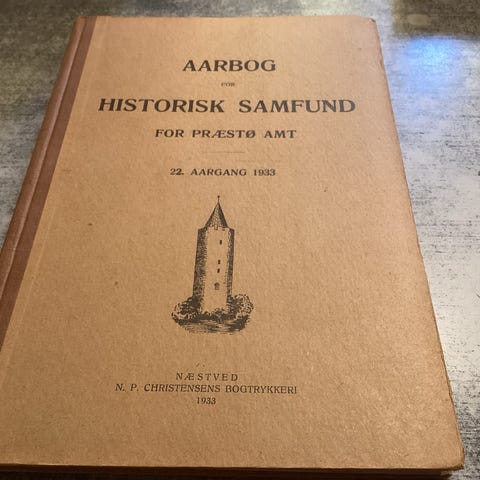 AARBOG
FOR
HISTORISK SAMFUND
FOR PRÆSTØ AMT
22. AARGANG 1933
NÆSTVED
N. P. CHRISTENSENS BOGTRYKKERI
1933